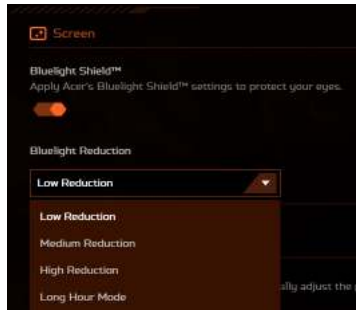 Screen
Bluelight Shield™
Apply Acer's Bluelight Shield™ settings to protect your eyes.
Bluelight Reduction
Low Reduction
Low Reduction
Medium Reduction
High Reduction
ally adjust the
Long Hour Mode